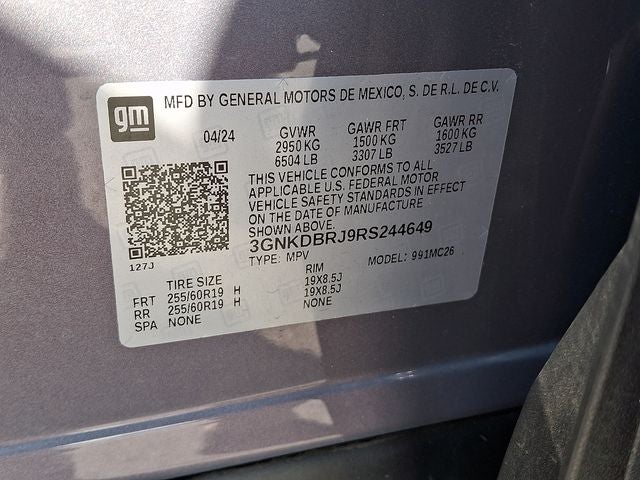 gm
MFD BY GENERAL MOTORS DE MEXICO, S. DE R.L. DE C.V.
04/24 GVWR GAWR FRT GAWR RR
2950 KG 1500 KG 1600 KG
6504 LB 3307 LB 3527 LB
THIS VEHICLE CONFORMS TO ALL
APPLICABLE U.S. FEDERAL MOTOR
VEHICLE SAFETY STANDARDS IN EFFECT
ON THE DATE OF MANUFACTURE
SHOWN ABOVE.
3GNKDBRJ9RS244649
127J TYPE: MPV MODEL: 991MC26
TIRE SIZE RIM
FRT 255/60R19 H 19X8.5J
RR 255/60R19 H 19X8.5J
SPA NONE NONE